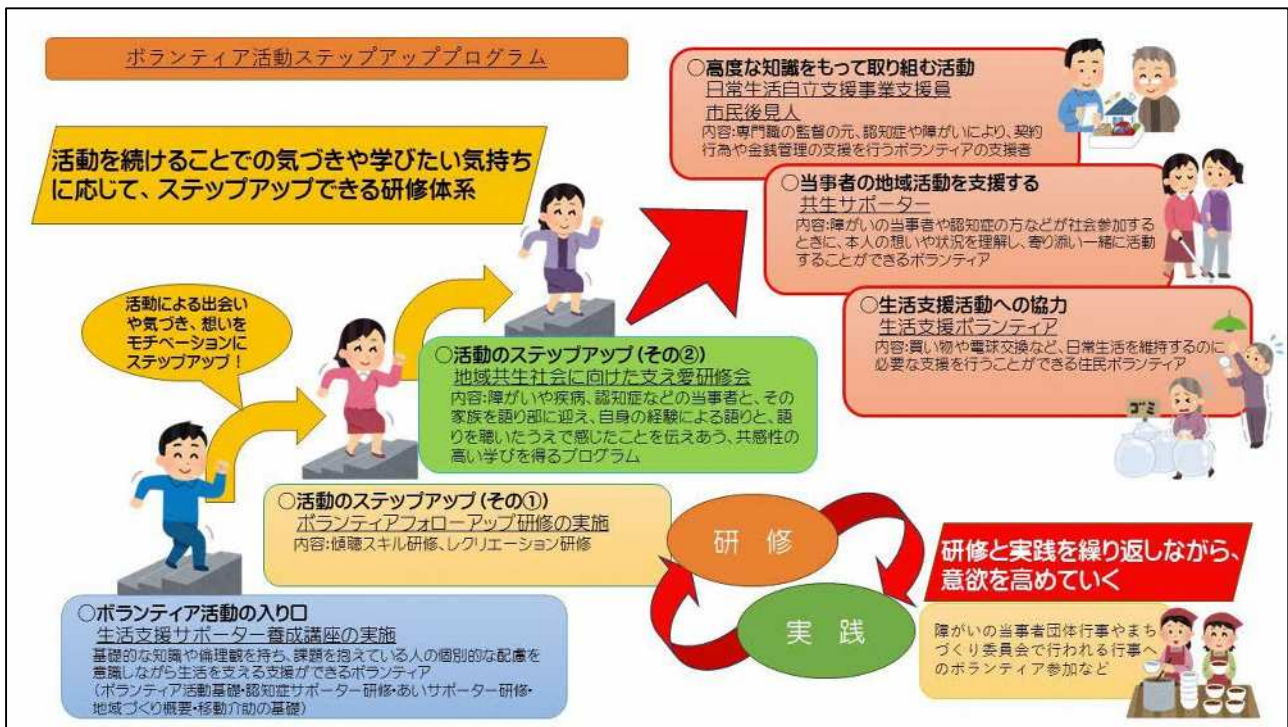 ボランティア活動ステップアッププログラム
活動を続けることでの気づきや学びたい気持ち
に応じて、ステップアップできる研修体系
活動による出会い
や気づき、想いを
モチベーションに
ステップアップ！
○ボランティア活動の入り口
生活支援サポーター養成講座の実施
基礎的な知識や倫理観を持ち、課題を抱えている人の個別的な配慮を
意識しながら生活を支える支援ができるボランティア
（ボランティア活動基礎・認知症サポーター研修・あいサポーター研修・
地域づくり概要・移動介助の基礎）
○活動のステップアップ（その①）
ボランティアフォローアップ研修の実施
内容：傾聴スキル研修、レクリエーション研修
○活動のステップアップ（その②）
地域共生社会に向けた支え愛研修会
内容：障がいや疾病、認知症などの当事者と、その
家族を語り部に迎え、自身の経験による語りと、語
りを聴いたうえで感じたことを伝えあう、共感性の
高い学びを得るプログラム
○高度な知識をもって取り組む活動
日常生活自立支援事業支援員
市民後見人
内容：専門職の監督の元、認知症や障がいにより、契約
行為や金銭管理の支援を行うボランティアの支援者
○当事者の地域活動を支援する
共生サポーター
内容：障がいの当事者や認知症の方などが社会参加する
ときに、本人の想いや状況を理解し、寄り添い一緒に活動
することができるボランティア
○生活支援活動への協力
生活支援ボランティア
内容：買い物や電球交換など、日常生活を維持するのに
必要な支援を行うことができる住民ボランティア
ゴミ
研修
実践
研修と実践を繰り返しながら、
意欲を高めていく
障がいの当事者団体行事やまち
づくり委員会で行われる行事へ
のボランティア参加など